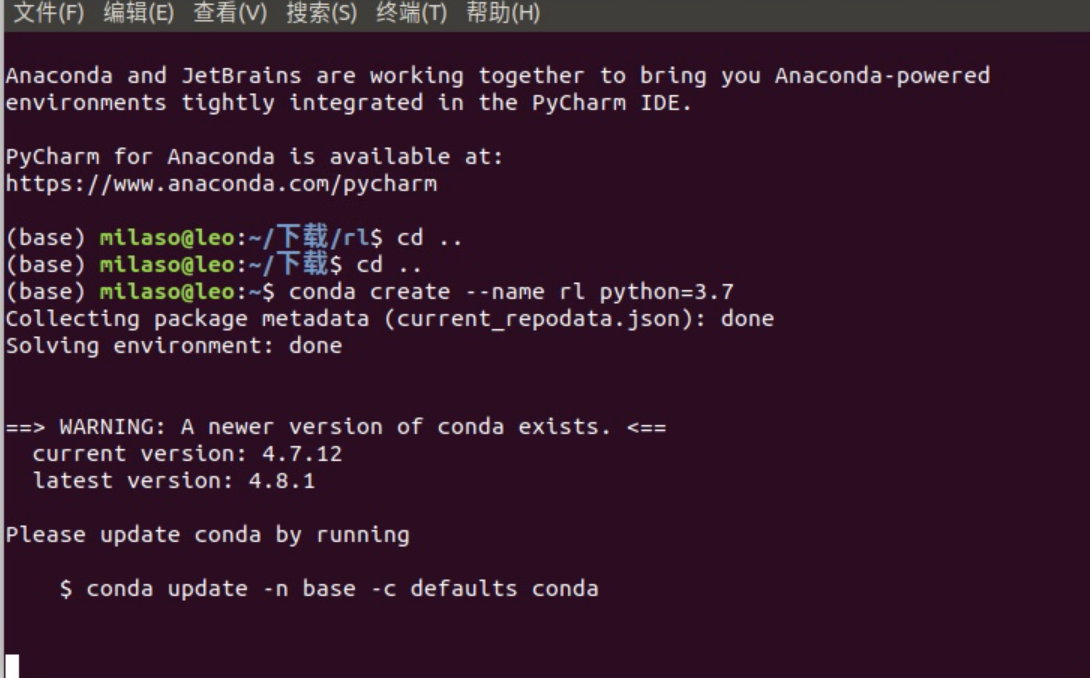 文件(F) 编辑(E) 查看(V) 搜索(S) 终端(T) 帮助(H)
Anaconda and JetBrains are working together to bring you Anaconda-powered
environments tightly integrated in the PyCharm IDE.
PyCharm for Anaconda is available at:
https://www.anaconda.com/pycharm
(base) milaso@leo:~/下载/rl$ cd ..
(base) milaso@leo:~/下载$ cd ..
(base) milaso@leo:~$ conda create --name rl python=3.7
Collecting package metadata (current_repodata.json): done
Solving environment: done
==> WARNING: A newer version of conda exists. <==
current version: 4.7.12
latest version: 4.8.1
Please update conda by running
$ conda update -n base -c defaults conda